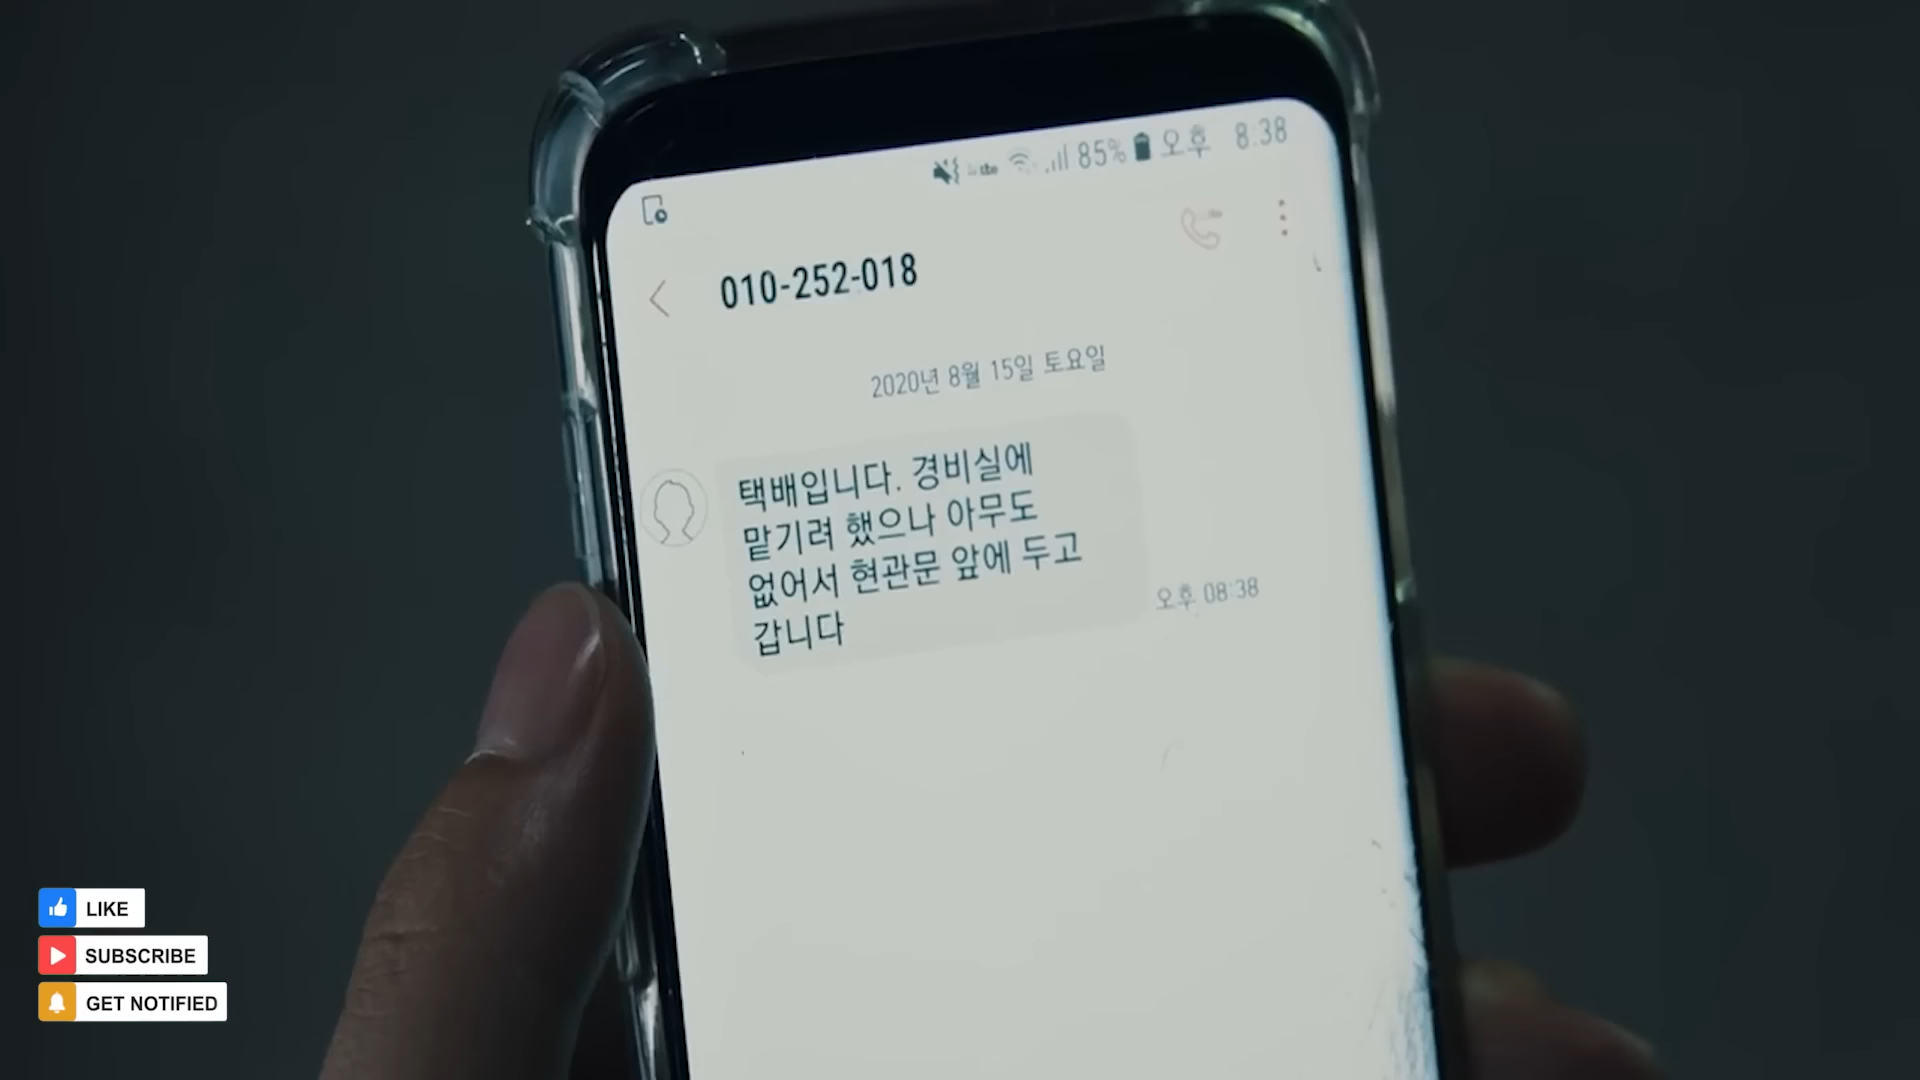 85% 오후 8:38
010-252-018
2020년 8월 15일 토요일
택배입니다. 경비실에
맡기려 했으나 아무도
없어서 현관문 앞에 두고
갑니다
오후 08:38
LIKE
SUBSCRIBE
GET NOTIFIED